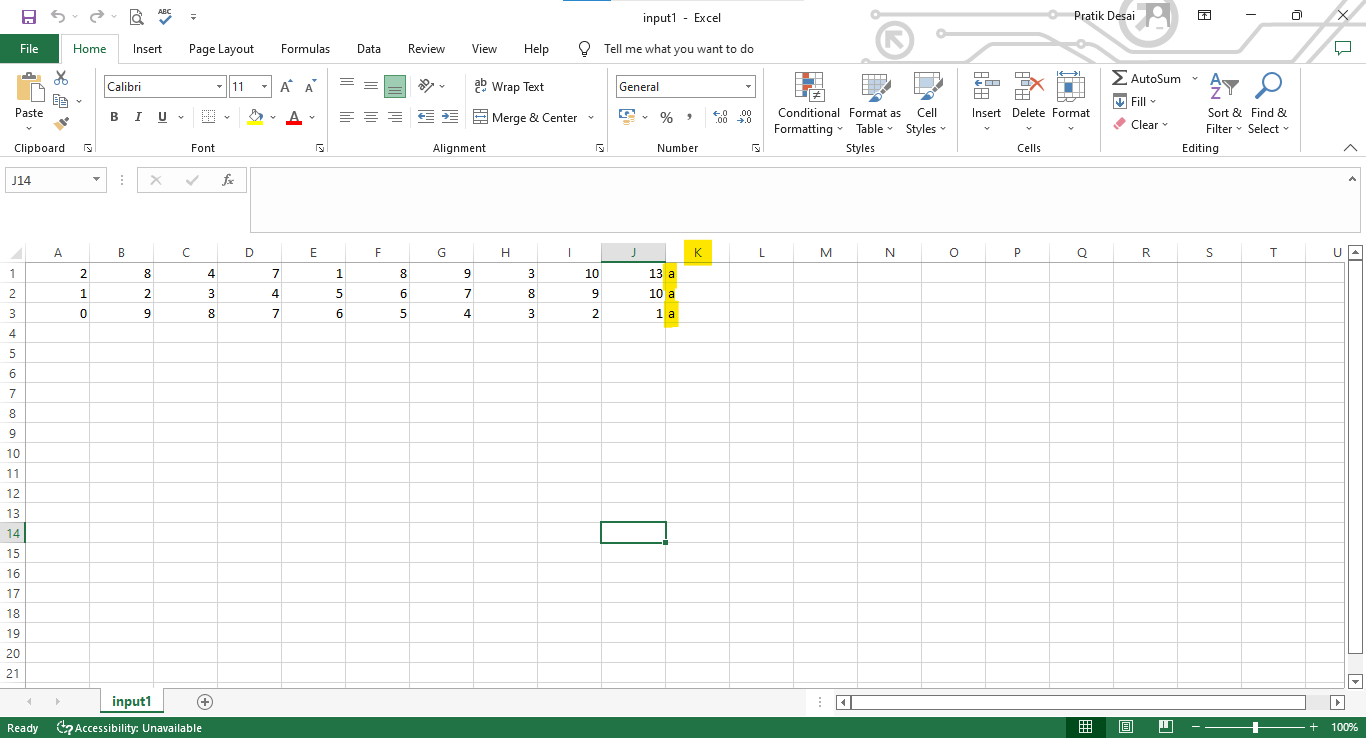 ABC
input1 - Excel
Pratik Desai
File Home Insert Page Layout Formulas Data Review View Help Tell me what you want to do
Paste
Calibri 11 A A
B I U A
ab Wrap Text
Merge & Center
General
% , .00 .00
Conditional Formatting
Format as Table
Cell Styles
Insert Delete Format
AutoSum
Fill
Clear
Sort & Filter
Find & Select
Clipboard Font Alignment Number Styles Cells Editing
J14 fx
A B C D E F G H I J K L M N O P Q R S T U
1 2 8 4 7 1 8 9 3 10 13 a
2 1 2 3 4 5 6 7 8 9 10 a
3 0 9 8 7 6 5 4 3 2 1 a
4
5
6
7
8
9
10
11
12
13
14
15
16
17
18
19
20
21
input1
Ready Accessibility: Unavailable 100%